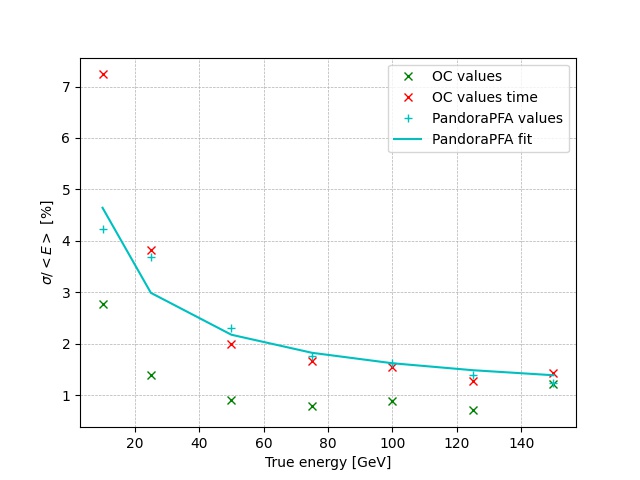 OC values
OC values time
PandoraPFA values
PandoraPFA fit
σ/ < E > [%]
7
6
5
4
3
2
1
20 40 60 80 100 120 140
True energy [GeV]